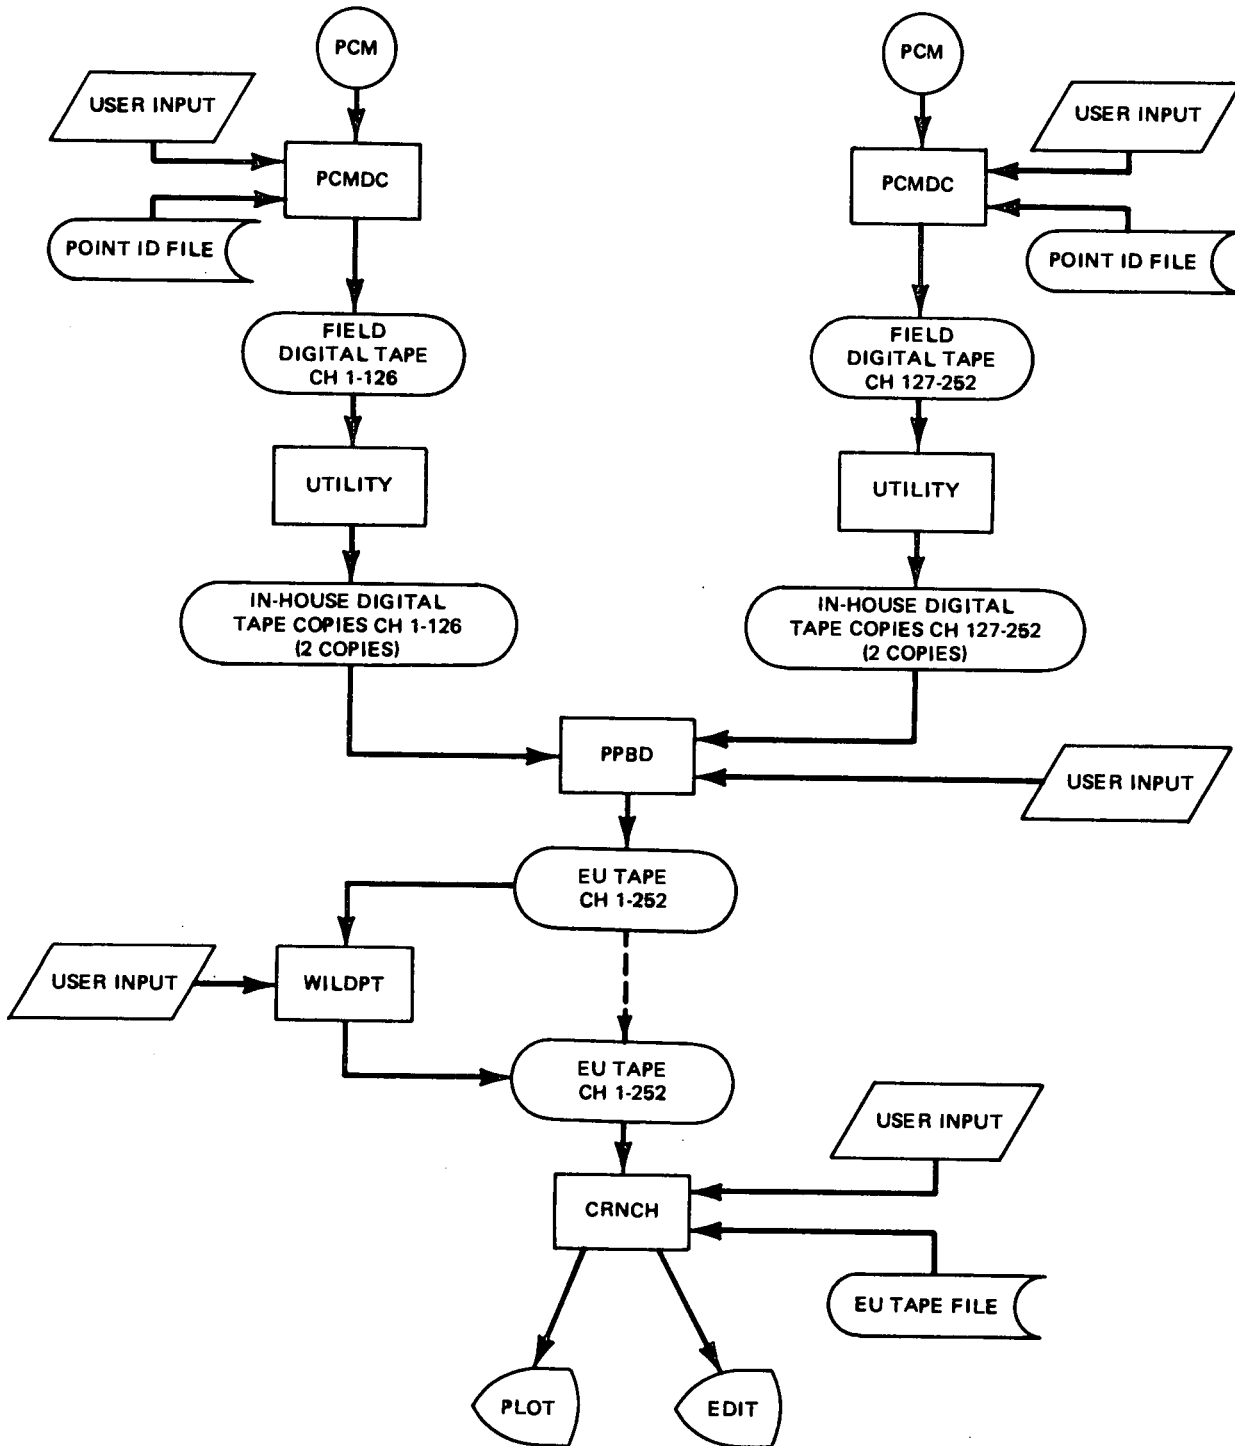 PCM
PCM
USER INPUT
USER INPUT
PCMDC
PCMDC
POINT ID FILE
POINT ID FILE
FIELD
DIGITAL TAPE
CH 1-126
FIELD
DIGITAL TAPE
CH 127-252
UTILITY
UTILITY
IN-HOUSE DIGITAL
TAPE COPIES CH 1-126
(2 COPIES)
IN-HOUSE DIGITAL
TAPE COPIES CH 127-252
(2 COPIES)
PPBD
USER INPUT
EU TAPE
CH 1-252
USER INPUT
WILDPT
EU TAPE
CH 1-252
USER INPUT
CRNCH
EU TAPE FILE
PLOT
EDIT